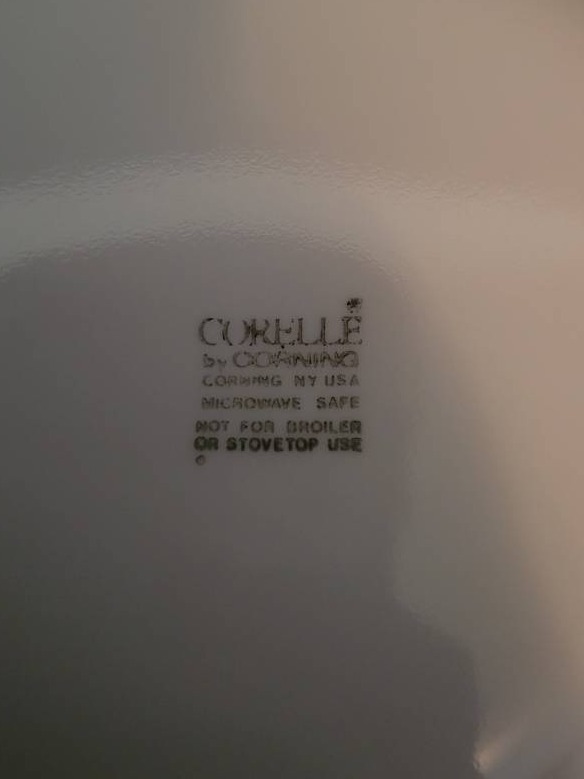 CORELLE
by CORNING
CORNING NY USA
MICROWAVE SAFE
NOT FOR BROILER
OR STOVETOP USE